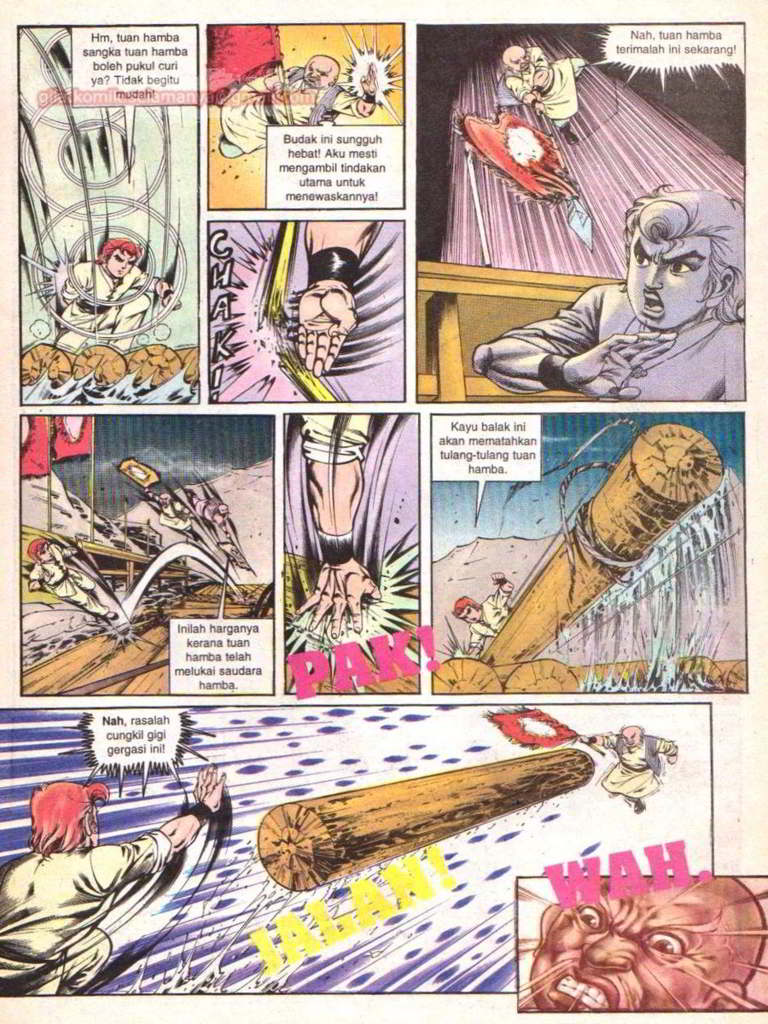 Hm, tuan hamba
sangka tuan hamba
boleh pukul curi
ya? Tidak begitu
mudah!
Budak ini sungguh
hebat! Aku mesti
mengambil tindakan
utama untuk
menewaskannya!
Nah, tuan hamba
terimalah ini sekarang!
CHAK!
Inilah harganya
kerana tuan
hamba telah
melukai saudara
hamba.
PAK!
Kayu balak ini
akan mematahkan
tulang-tulang tuan
hamba.
Nah, rasalah
cungkil gigi
gergasi ini!
JALAN!
WAH.